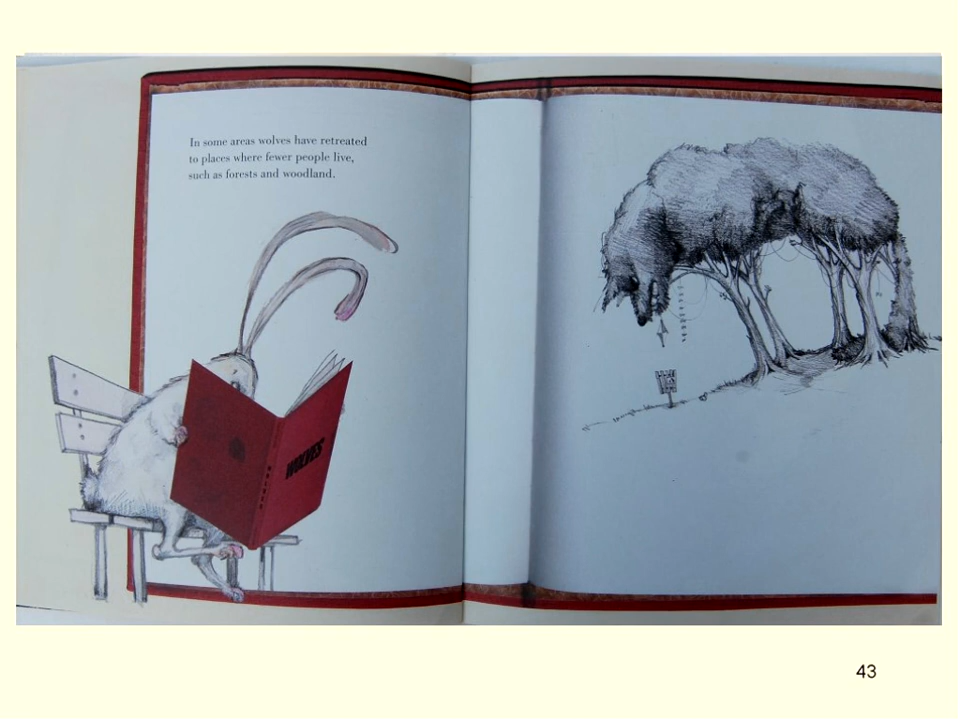 In some areas wolves have retreated
to places where fewer people live,
such as forests and woodland.
WOLVES
43